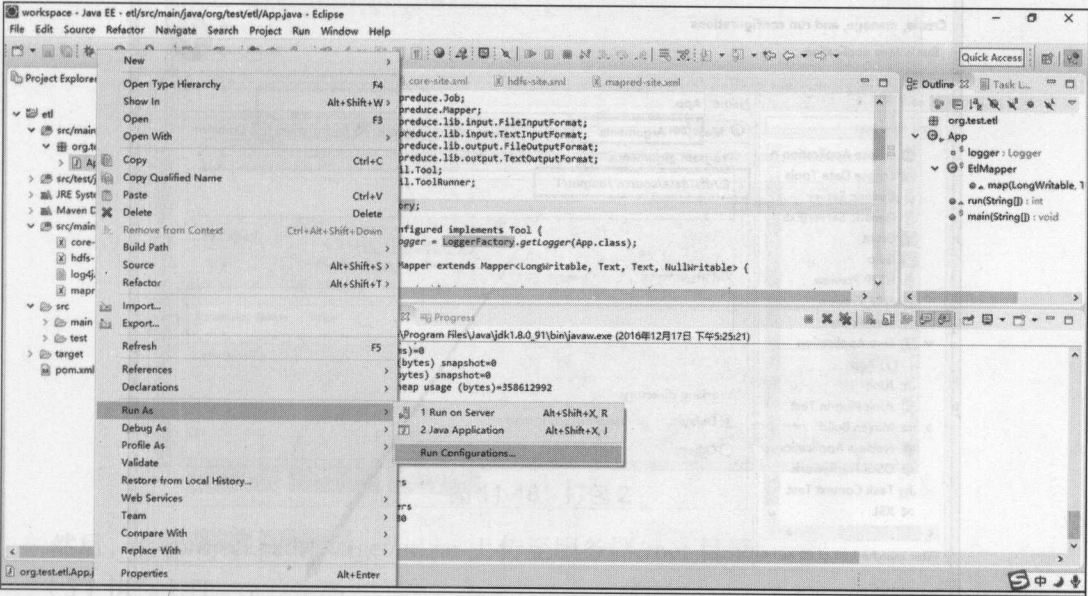 workspace - Java EE - etl/src/main/java/org/test/etl/App.java - Eclipse
File Edit Source Refactor Navigate Search Project Run Window Help
Quick Access
Project Explorer
core-site.xml hdfs-site.xml mapred-site.xml
Outline Task L...
etl
src/main
org.t
src/test/j
JRE Syste
Maven D
src/main
core-
hdfs-
log4j.
mapr
src
main
test
target
pom.xml
New
Open Type Hierarchy F4
Show In Alt+Shift+W
Open F3
Open With
Copy Ctrl+C
Copy Qualified Name
Paste Ctrl+V
Delete Delete
Remove from Context Ctrl+Alt+Shift+Down
Build Path
Source Alt+Shift+S
Refactor Alt+Shift+T
Import...
Export...
Refresh F5
References
Declarations
Run As
Debug As
Profile As
Validate
Restore from Local History...
Web Services
Team
Compare With
Replace With
Properties Alt+Enter
1 Run on Server Alt+Shift+X, R
2 Java Application Alt+Shift+X, J
Run Configurations...
preduce.Job;
preduce.Mapper;
preduce.lib.input.FileInputFormat;
preduce.lib.input.TextInputFormat;
preduce.lib.output.FileOutputFormat;
preduce.lib.output.TextOutputFormat;
il.Tool;
il.ToolRunner;
ory;
nfigured implements Tool {
ogger = LoggerFactory.getLogger(App.class);
Mapper extends Mapper<LongWritable, Text, Text, NullWritable> {
Progress
\Program Files\Java\jdk1.8.0_91\bin\javaw.exe (2016年12月17日 下午5:25:21)
ms)=0
(bytes) snapshot=0
bytes) snapshot=0
heap usage (bytes)=358612992
rs
ers
org.test.etl
App
logger : Logger
EtlMapper
map(LongWritable, T
run(String[]) : int
main(String[]) : void
org.test.etl.App.j
中